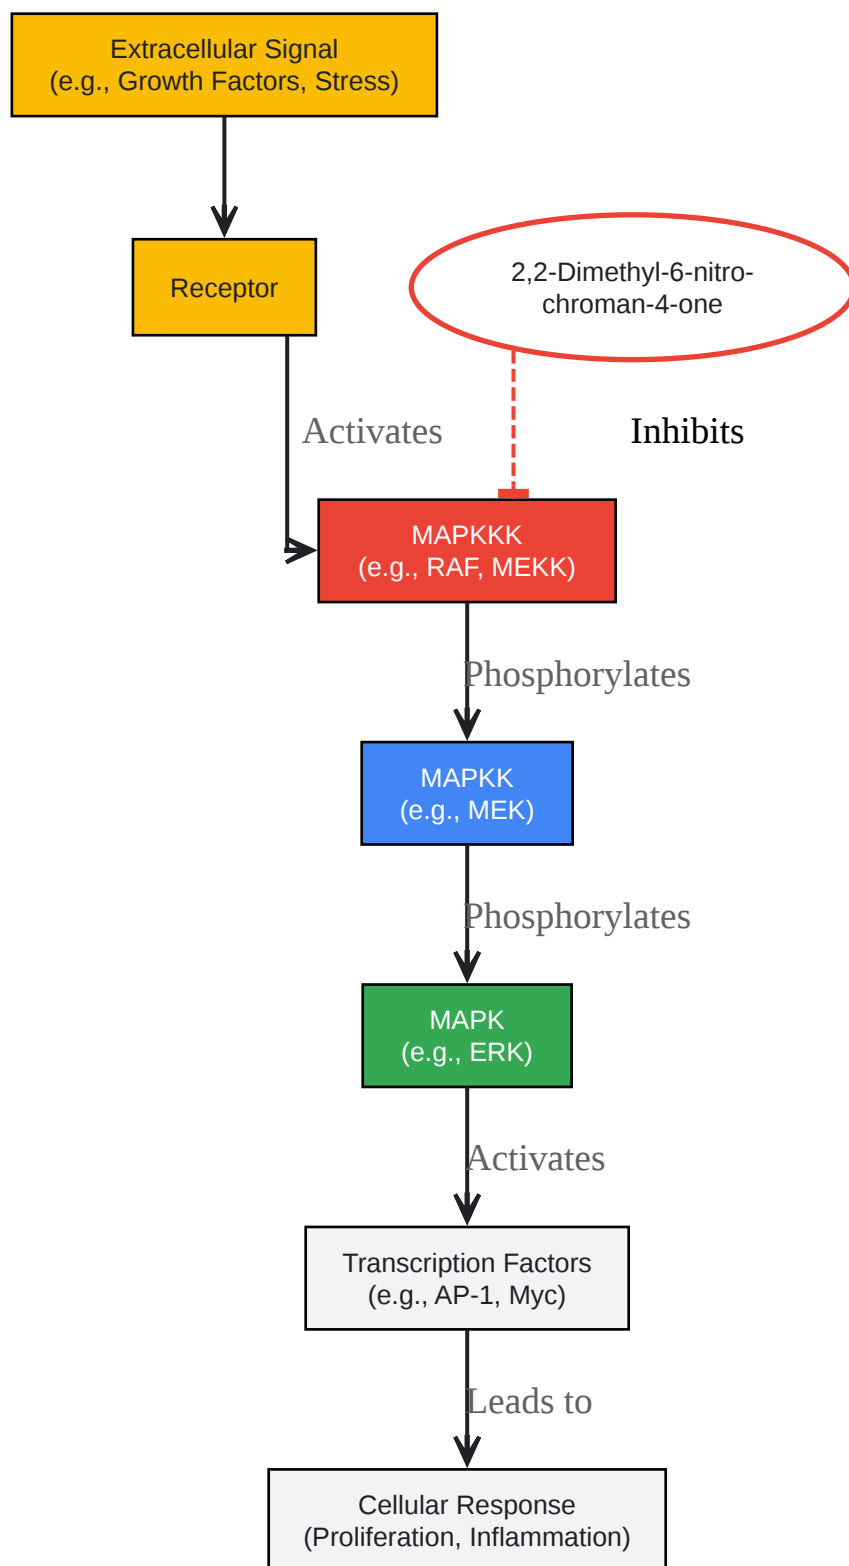 Extracellular Signal
(e.g., Growth Factors, Stress)
Receptor
2,2-Dimethyl-6-nitro-
chroman-4-one
Activates
Inhibits
MAPKKK
(e.g., RAF, MEKK)
Phosphorylates
MAPKK
(e.g., MEK)
Phosphorylates
MAPK
(e.g., ERK)
Activates
Transcription Factors
(e.g., AP-1, Myc)
Leads to
Cellular Response
(Proliferation, Inflammation)